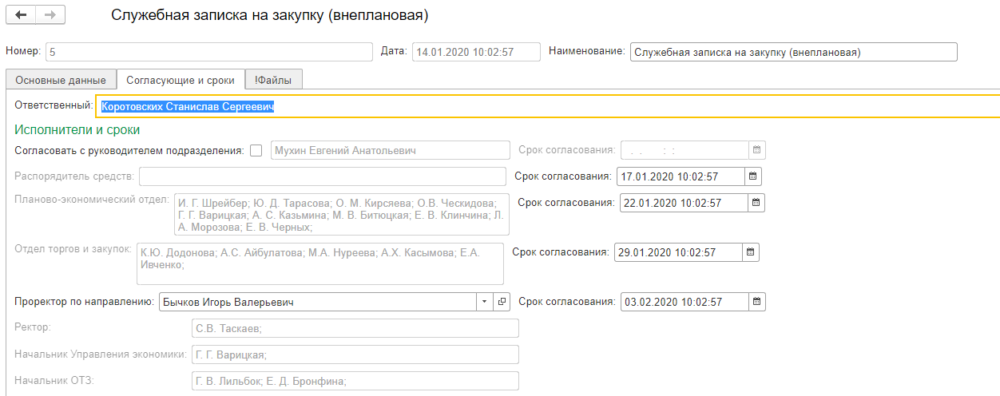 Служебная записка на закупку (внеплановая)
Номер: 5 Дата: 14.01.2020 10:02:57 Наименование: Служебная записка на закупку (внеплановая)
Основные данные Согласующие и сроки !Файлы
Ответственный: Коротовских Станислав Сергеевич
Исполнители и сроки
Согласовать с руководителем подразделения: Мухин Евгений Анатольевич Срок согласования: . . : :
Распорядитель средств: Срок согласования: 17.01.2020 10:02:57
Планово-экономический отдел: И. Г. Шрейбер; Ю. Д. Тарасова; О. М. Кирсяева; О.В. Ческидова; Срок согласования: 22.01.2020 10:02:57
Г. Г. Варицкая; А. С. Казьмина; М. В. Битюцкая; Е. В. Клинчина; Л.
А. Морозова; Е. В. Черных;
Отдел торгов и закупок: К.Ю. Додонова; А.С. Айбулатова; М.А. Нуреева; А.Х. Касымова; Е.А. Срок согласования: 29.01.2020 10:02:57
Ивченко;
Проректор по направлению: Бычков Игорь Валерьевич Срок согласования: 03.02.2020 10:02:57
Ректор: С.В. Таскаев;
Начальник Управления экономики: Г. Г. Варицкая;
Начальник ОТЗ: Г. В. Лильбок; Е. Д. Бронфина;